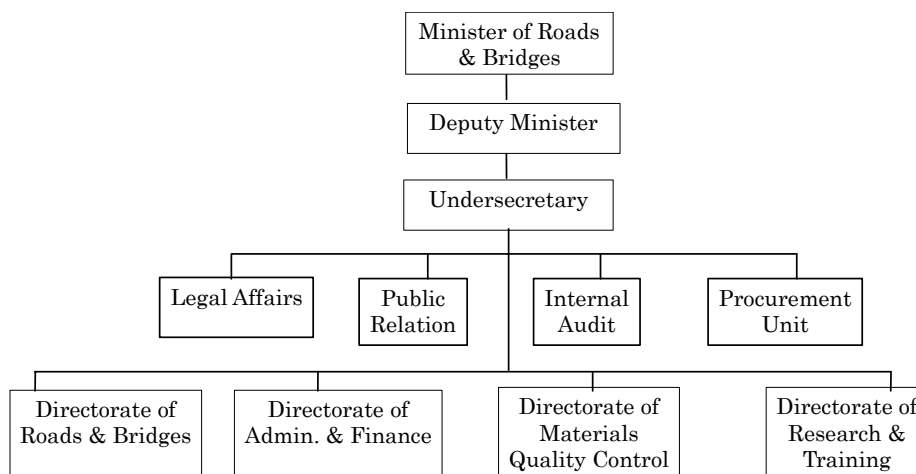 Minister of Roads
& Bridges
Deputy Minister
Undersecretary
Legal Affairs
Public
Relation
Internal
Audit
Procurement
Unit
Directorate of
Roads & Bridges
Directorate of
Admin. & Finance
Directorate of
Materials
Quality Control
Directorate of
Research &
Training